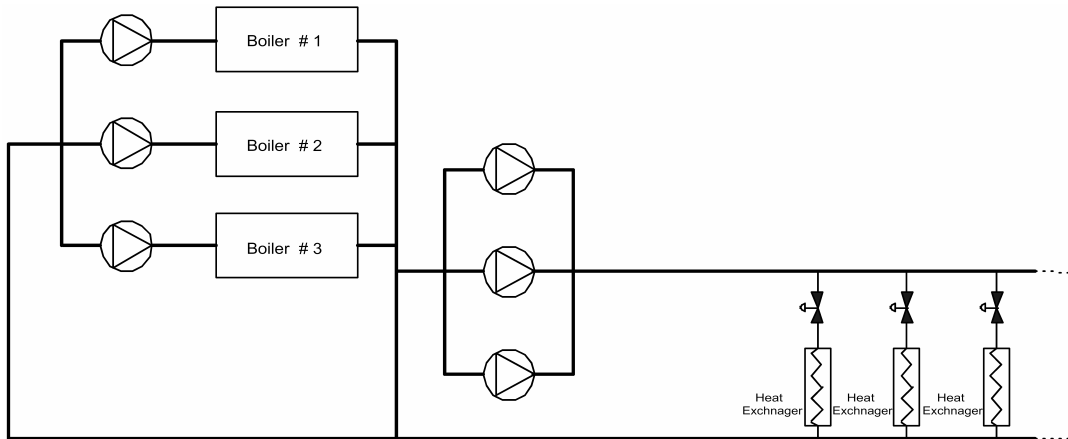 Boiler # 1
Boiler # 2
Boiler # 3
Heat
Exchnager
Heat
Exchnager
Heat
Exchnager